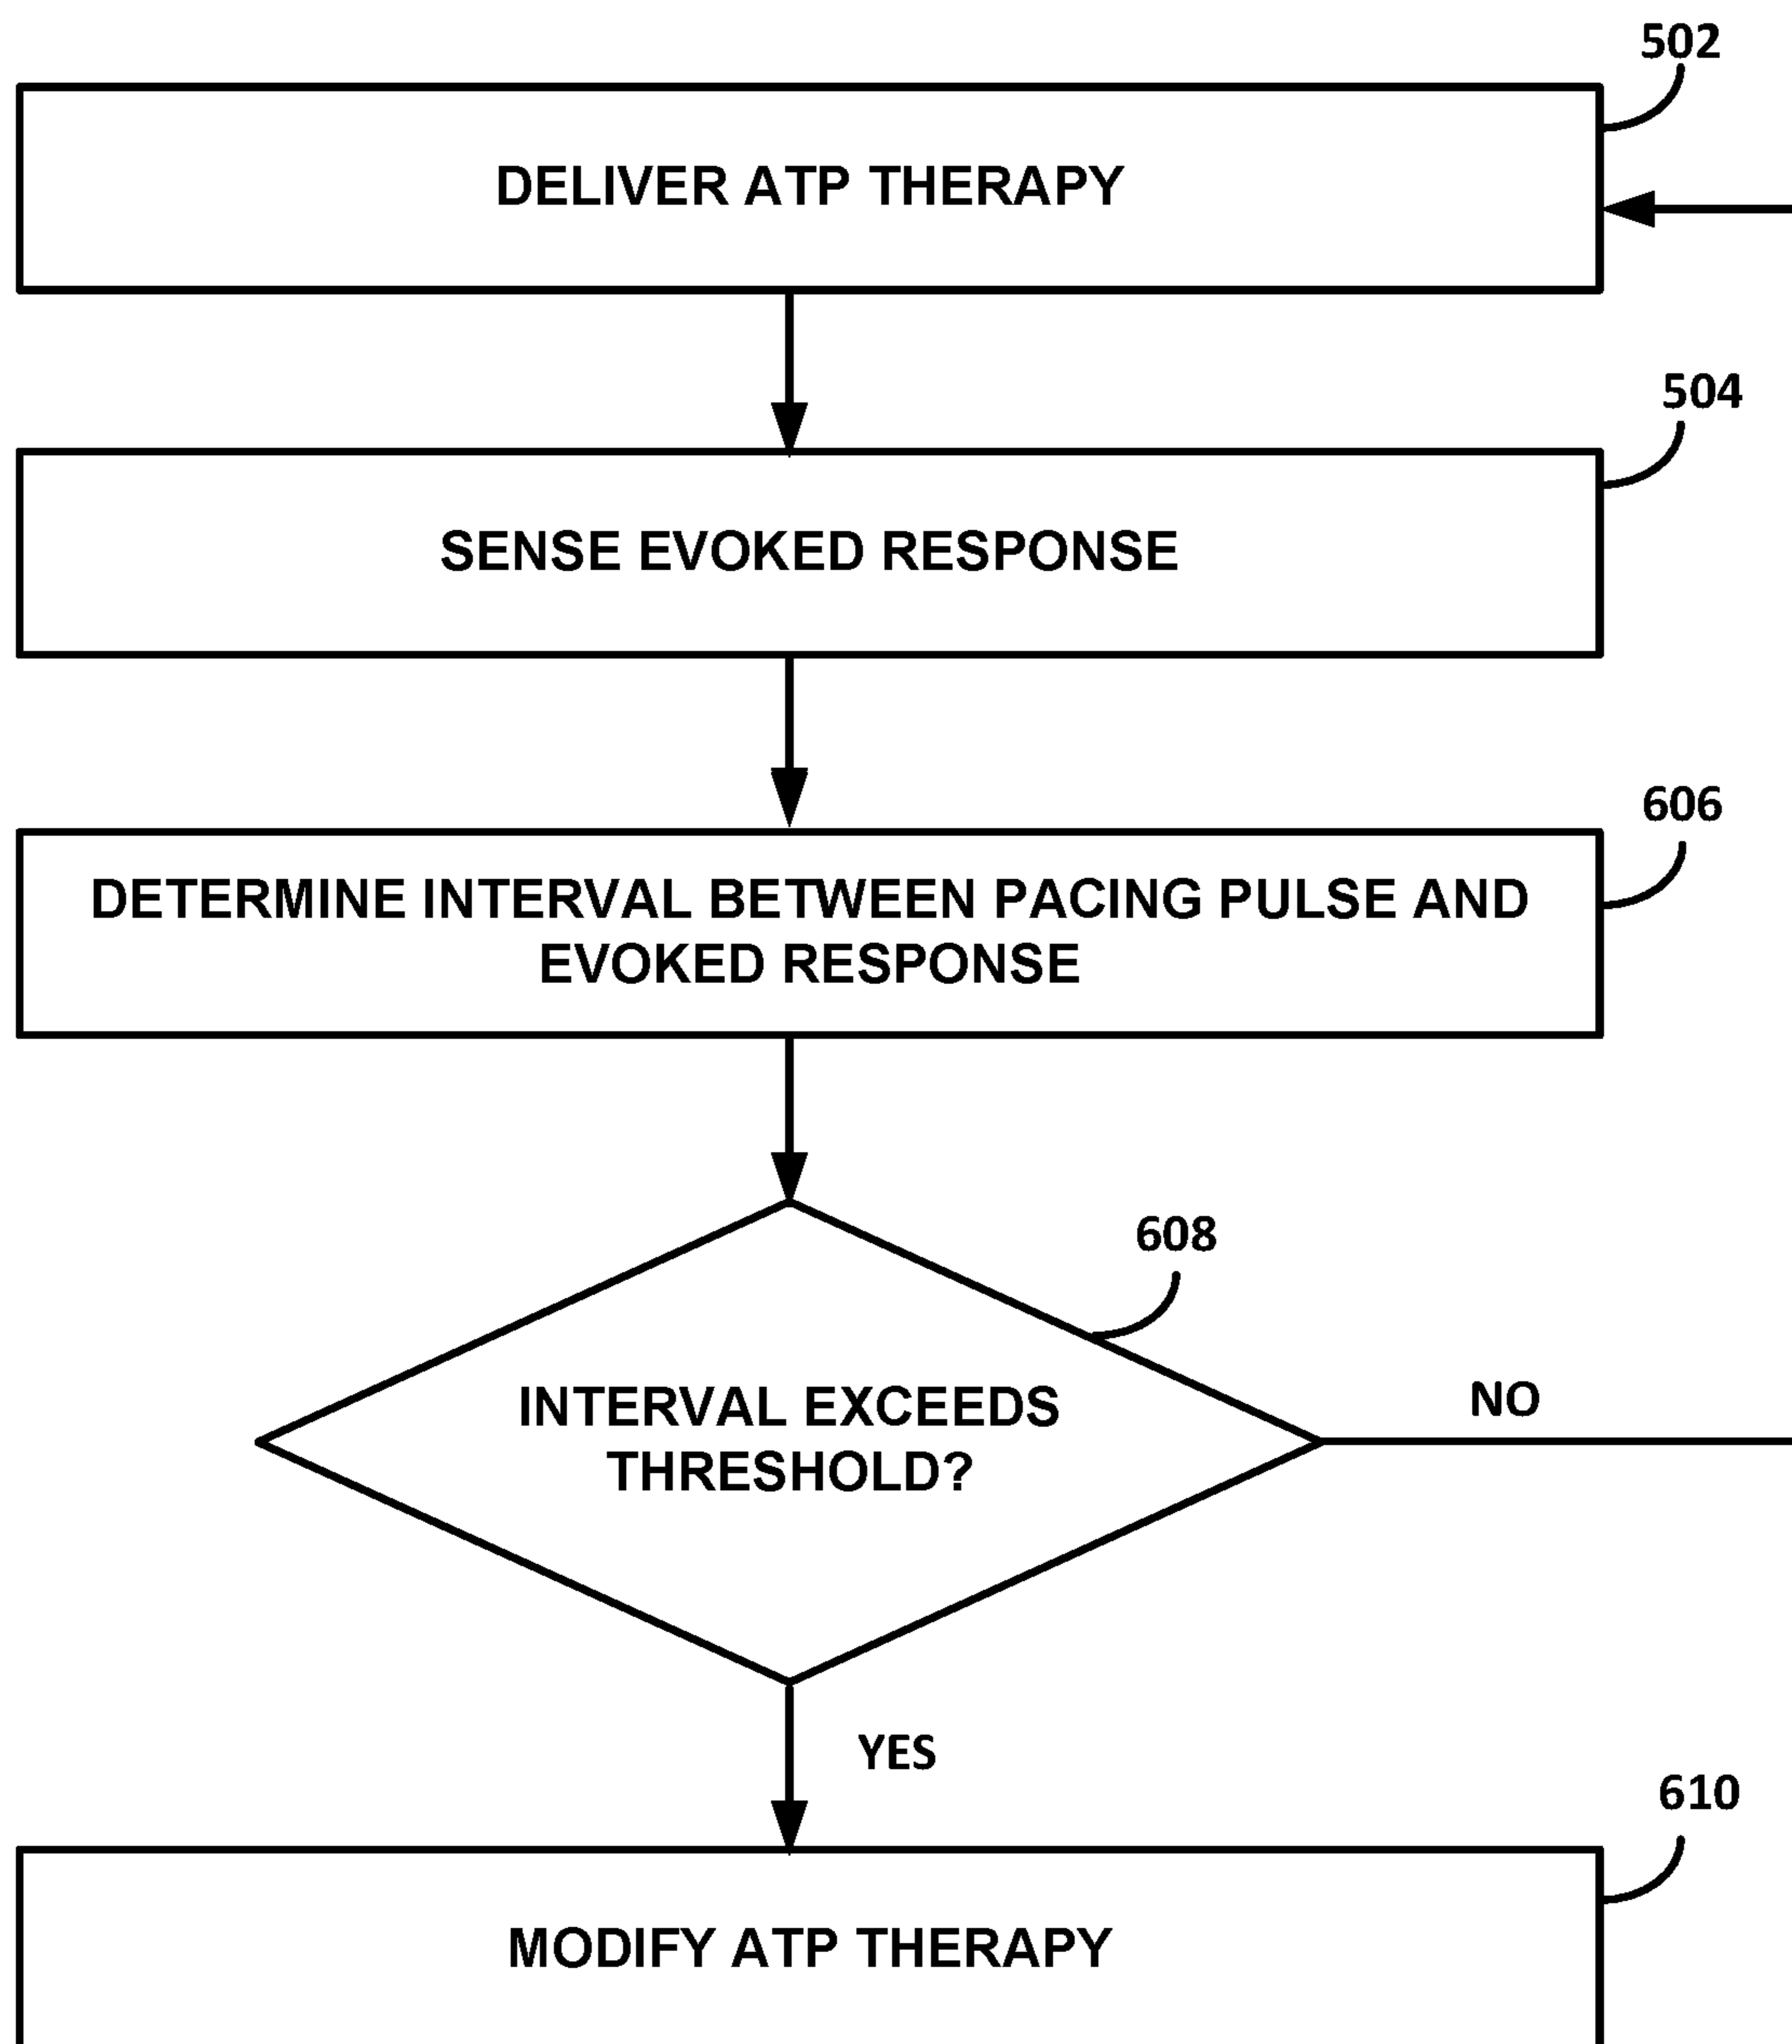 502
DELIVER ATP THERAPY
504
SENSE EVOKED RESPONSE
606
DETERMINE INTERVAL BETWEEN PACING PULSE AND
EVOKED RESPONSE
608
INTERVAL EXCEEDS
THRESHOLD?
NO
YES
610
MODIFY ATP THERAPY